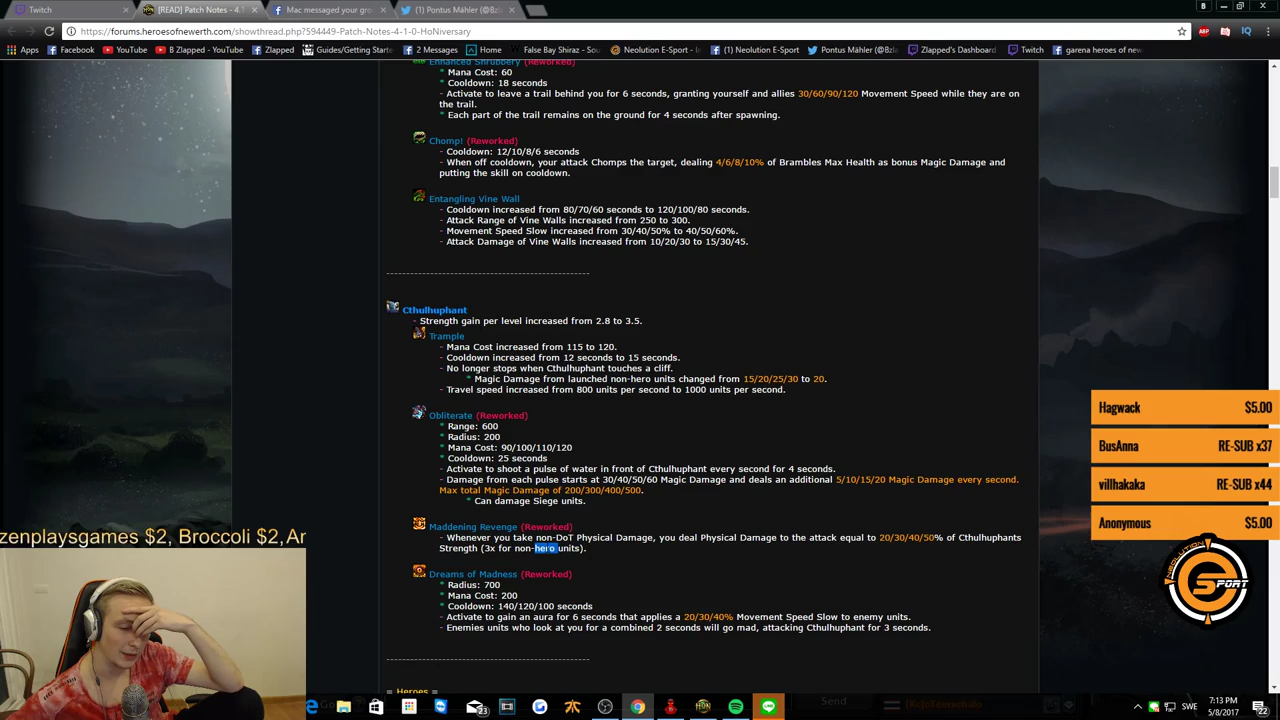 Twitch
[READ] Patch Notes - 4.1
Mac messaged your gro
(1) Pontus Mähler (@Bzla
https://forums.heroesofnewerth.com/showthread.php?594449-Patch-Notes-4-1-0-HoNiversary
Apps Facebook YouTube B Zlapped - YouTube Zlapped Guides/Getting Starte 2 Messages Home False Bay Shiraz - Sou Neolution E-Sport - In (1) Neolution E-Sport Pontus Mähler (@Bzla Zlapped's Dashboard Twitch garena heroes of new
Enhanced Shrubbery (Reworked)
* Mana Cost: 60
* Cooldown: 18 seconds
- Activate to leave a trail behind you for 6 seconds, granting yourself and allies 30/60/90/120 Movement Speed while they are on
the trail.
* Each part of the trail remains on the ground for 4 seconds after spawning.
Chomp! (Reworked)
- Cooldown: 12/10/8/6 seconds
- When off cooldown, your attack Chomps the target, dealing 4/6/8/10% of Brambles Max Health as bonus Magic Damage and
putting the skill on cooldown.
Entangling Vine Wall
- Cooldown increased from 80/70/60 seconds to 120/100/80 seconds.
- Attack Range of Vine Walls increased from 250 to 300.
- Movement Speed Slow increased from 30/40/50% to 40/50/60%.
- Attack Damage of Vine Walls increased from 10/20/30 to 15/30/45.
--------------------------------------------------
Cthulhuphant
- Strength gain per level increased from 2.8 to 3.5.
Trample
- Mana Cost increased from 115 to 120.
- Cooldown increased from 12 seconds to 15 seconds.
- No longer stops when Cthulhuphant touches a cliff.
* Magic Damage from launched non-hero units changed from 15/20/25/30 to 20.
- Travel speed increased from 800 units per second to 1000 units per second.
Obliterate (Reworked)
* Range: 600
* Radius: 200
* Mana Cost: 90/100/110/120
* Cooldown: 25 seconds
- Activate to shoot a pulse of water in front of Cthulhuphant every second for 4 seconds.
- Damage from each pulse starts at 30/40/50/60 Magic Damage and deals an additional 5/10/15/20 Magic Damage every second.
Max total Magic Damage of 200/300/400/500.
* Can damage Siege units.
Maddening Revenge (Reworked)
- Whenever you take non-DoT Physical Damage, you deal Physical Damage to the attack equal to 20/30/40/50% of Cthulhuphants
Strength (3x for non-hero units).
Dreams of Madness (Reworked)
* Radius: 700
* Mana Cost: 200
* Cooldown: 140/120/100 seconds
- Activate to gain an aura for 6 seconds that applies a 20/30/40% Movement Speed Slow to enemy units.
- Enemies units who look at you for a combined 2 seconds will go mad, attacking Cthulhuphant for 3 seconds.
--------------------------------------------------
= Heroes =
Hagwack $5.00
BusAnna RE-SUB x37
villhakaka RE-SUB x44
Anonymous $5.00
NEOLUTION
E SPORT
zenplaysgames $2, Broccoli $2, Ar
Send
23
SWE
7:13 PM
5/8/2017
22